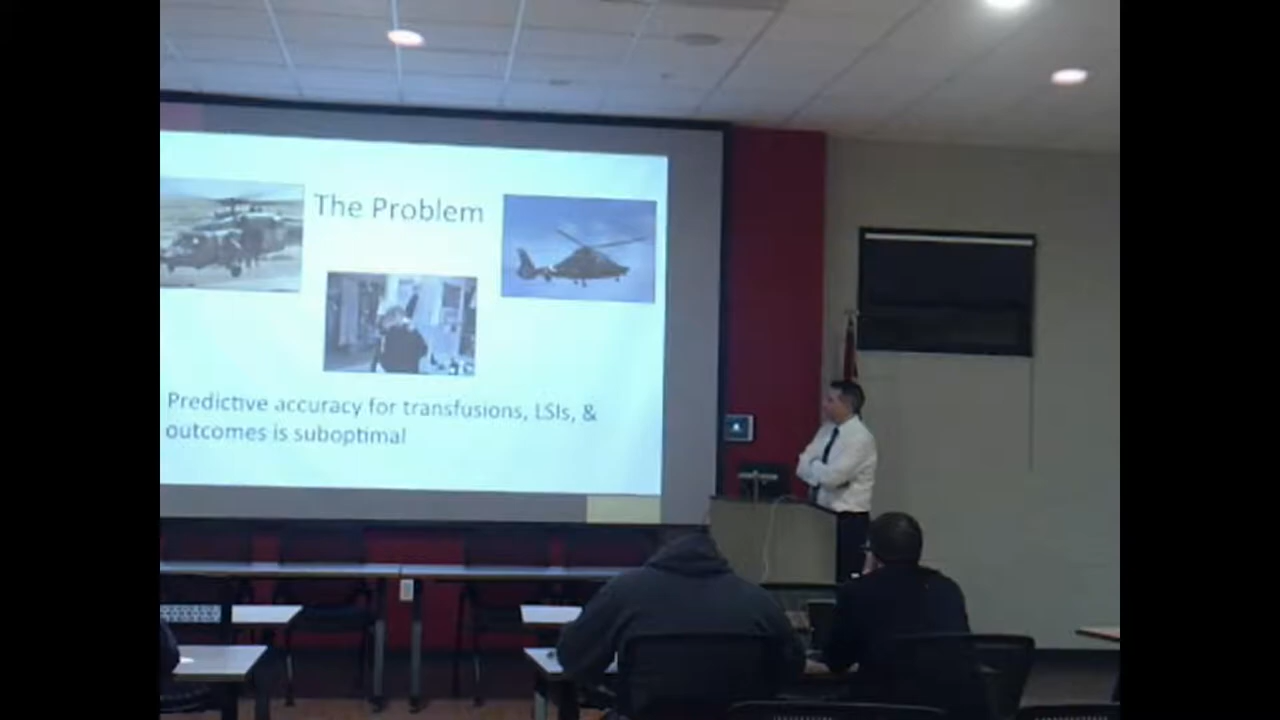 The Problem
Predictive accuracy for transfusions, LSIs, &
outcomes is suboptimal